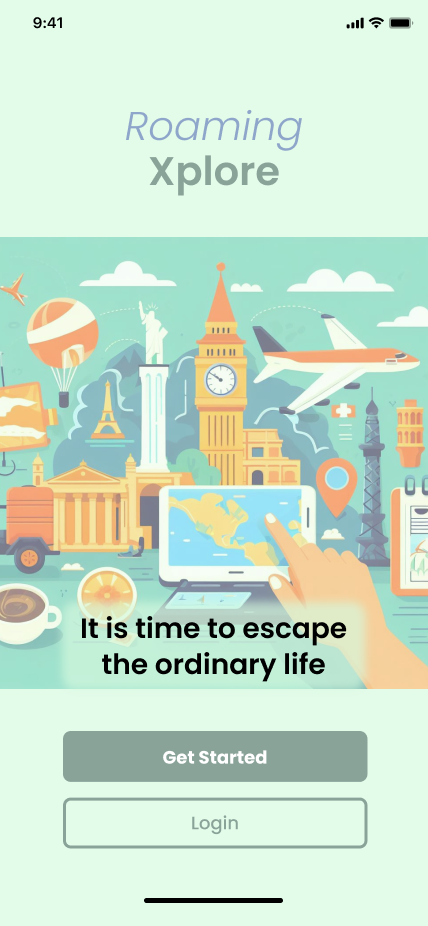 9:41
Roaming
Xplore
It is time to escape
the ordinary life
Get Started
Login